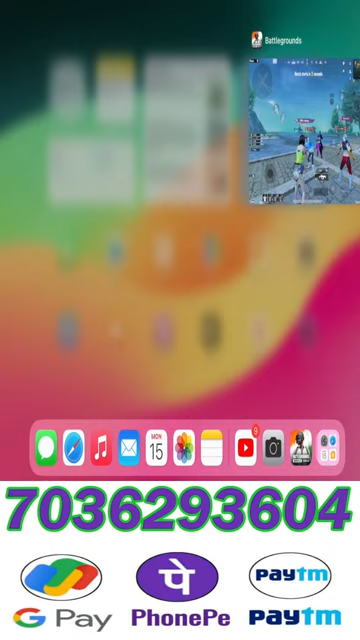 Battlegrounds
9
MON
15
7036293604
पे
paytm
G Pay
PhonePe
paytm